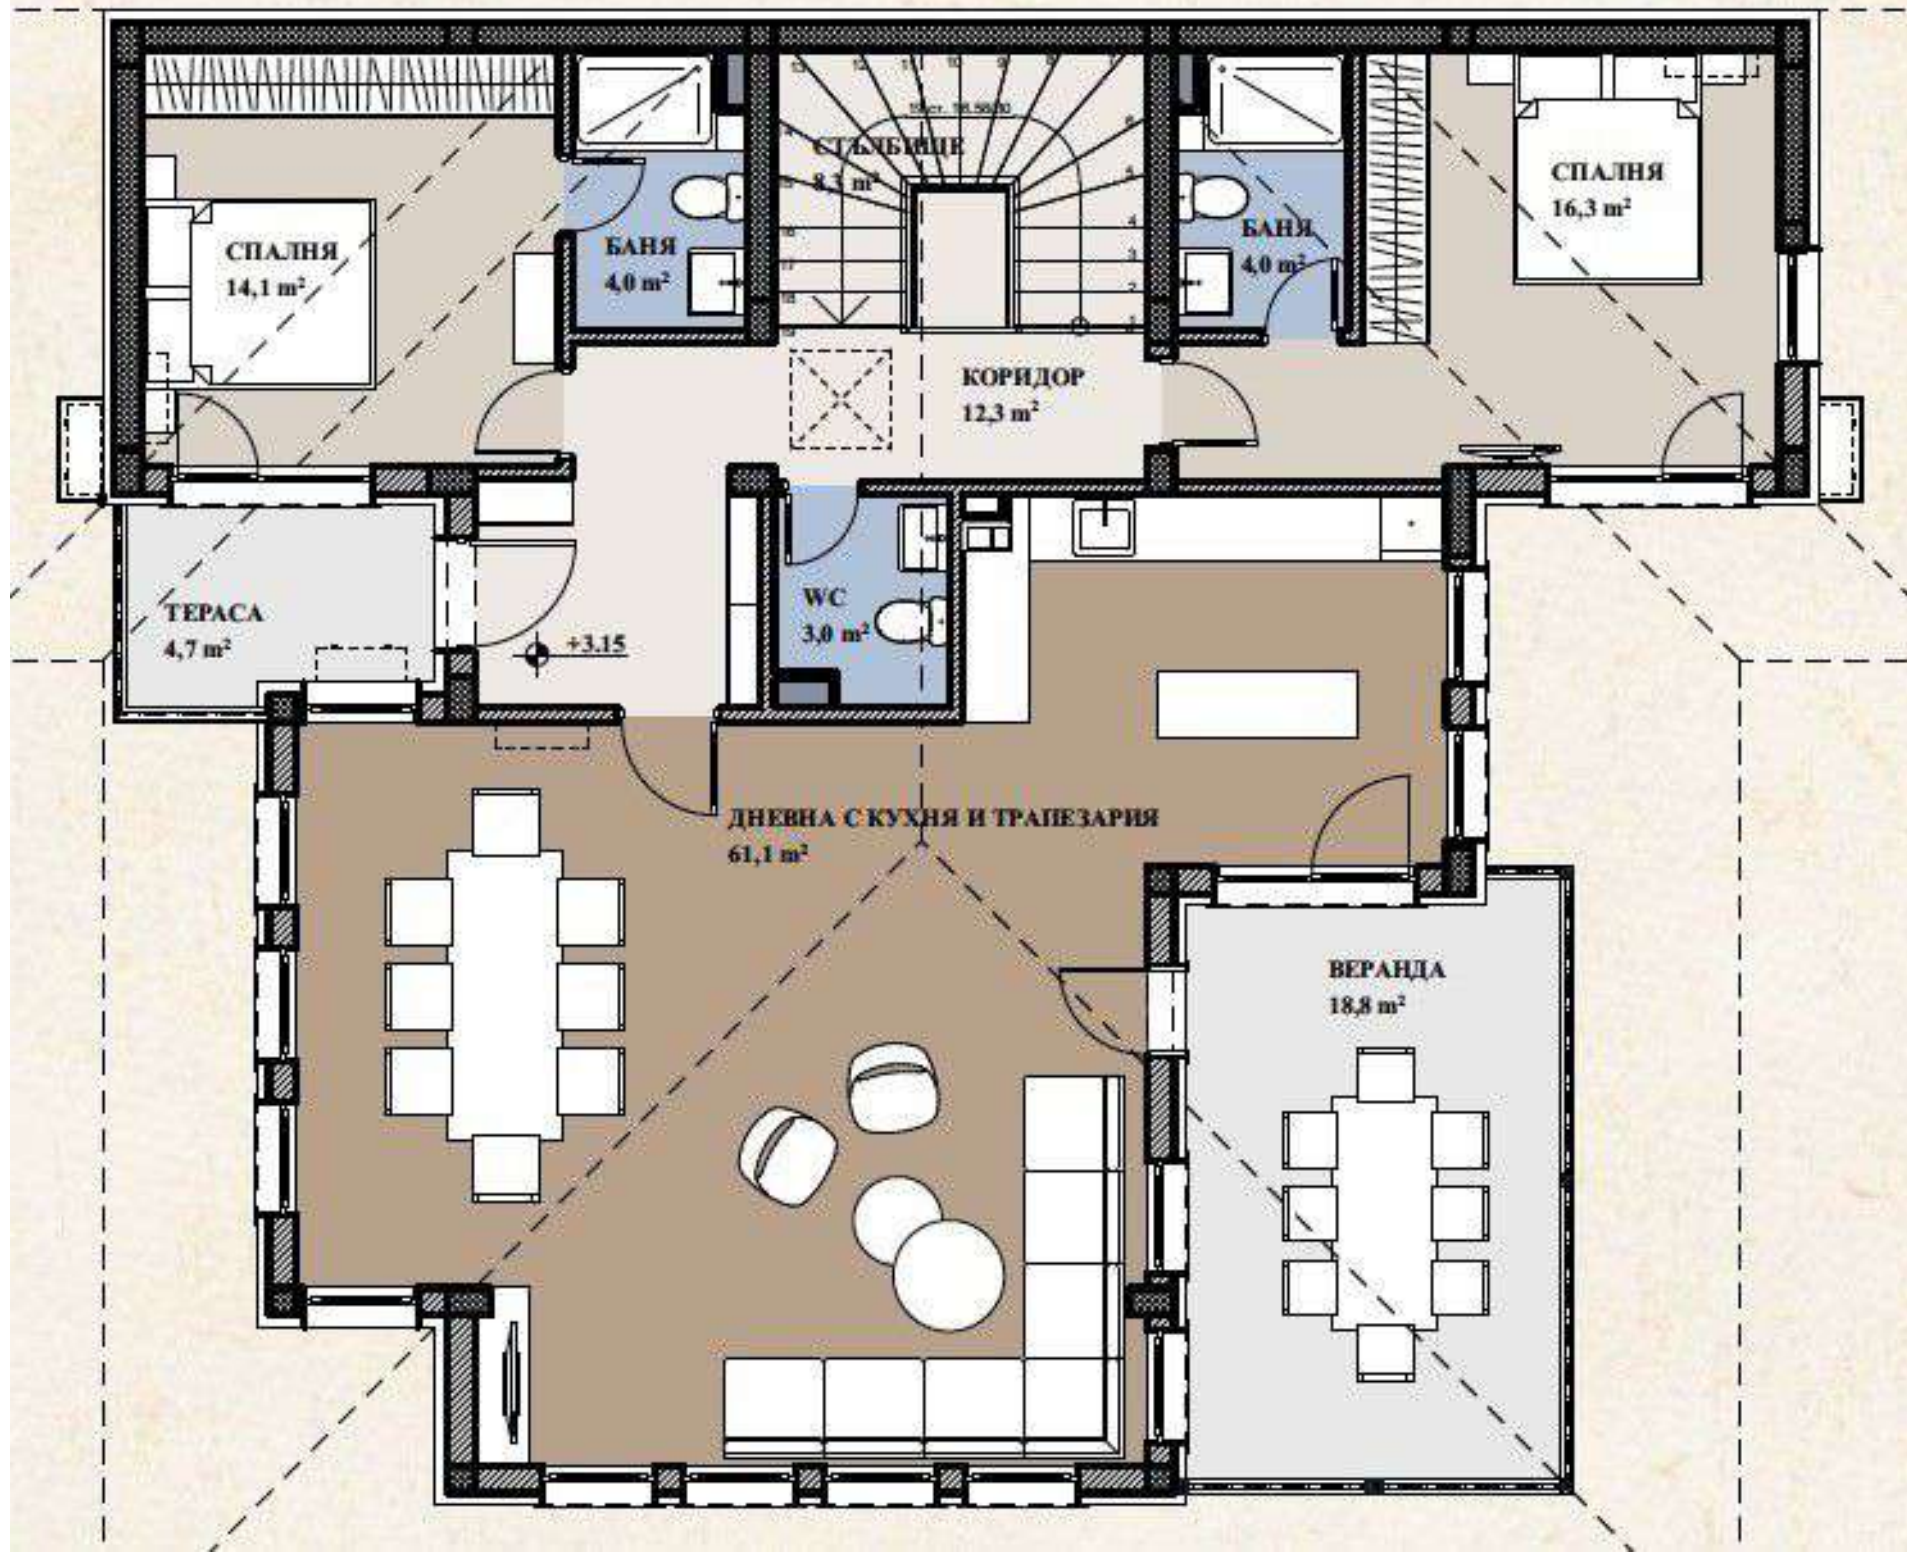 СТЪЛБИЩЕ
8,3 m²
СПАЛНЯ
16,3 m²
СПАЛНЯ
14,1 m²
БАНЯ
4,0 m²
БАНЯ
4,0 m²
КОРИДОР
12,3 m²
ТЕРАСА
4,7 m²
WC
3,0 m²
+3.15
ДНЕВНА С КУХНЯ И ТРАПЕЗАРИЯ
61,1 m²
ВЕРАНДА
18,8 m²